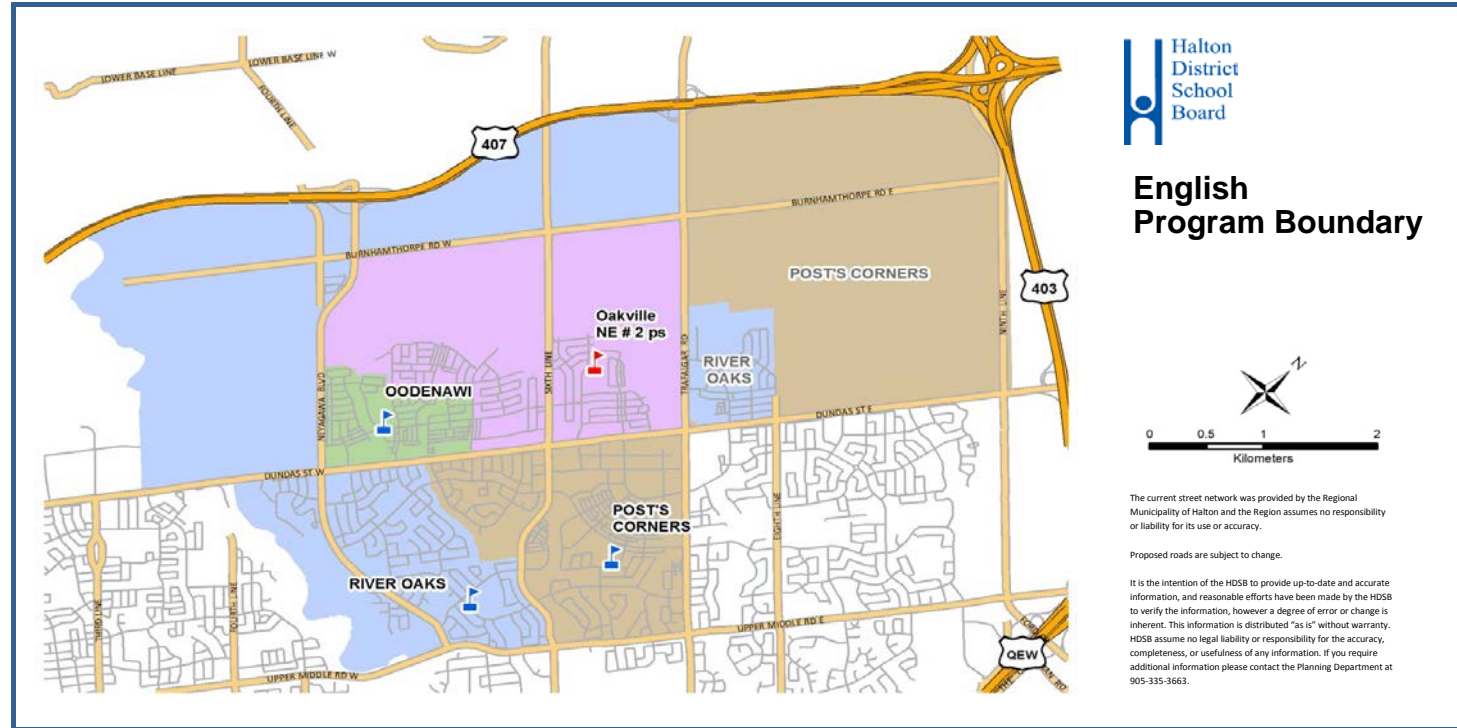 LOWER BASE LINE
LOWER BASE LINE W
FOURTH LINE
407
BURNHAMTHORPE RD W
BURNHAMTHORPE RD E
POST'S CORNERS
403
NINTH LINE
Oakville
NE # 2 ps
SIXTH LINE
TRAFALGAR RD
RIVER
OAKS
OODENAWI
NEYAGAWA BLVD
DUNDAS ST E
DUNDAS ST W
POST'S
CORNERS
EIGHTH LINE
RIVER OAKS
THIRD LINE
FOURTH LINE
UPPER MIDDLE RD E
UPPER MIDDLE RD W
QEW
Halton
District
School
Board
English
Program Boundary
N
0 0.5 1 2
Kilometers
The current street network was provided by the Regional
Municipality of Halton and the Region assumes no responsibility
or liability for its use or accuracy.
Proposed roads are subject to change.
It is the intention of the HDSB to provide up-to-date and accurate
information, and reasonable efforts have been made by the HDSB
to verify the information, however a degree of error or change is
inherent. This information is distributed "as is" without warranty.
HDSB assume no legal liability or responsibility for the accuracy,
completeness, or usefulness of any information. If you require
additional information please contact the Planning Department at
905-335-3663.